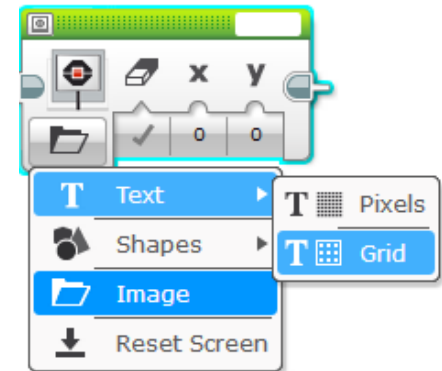 x y
0 0
T Text
T Pixels
Shapes
T Grid
Image
Reset Screen